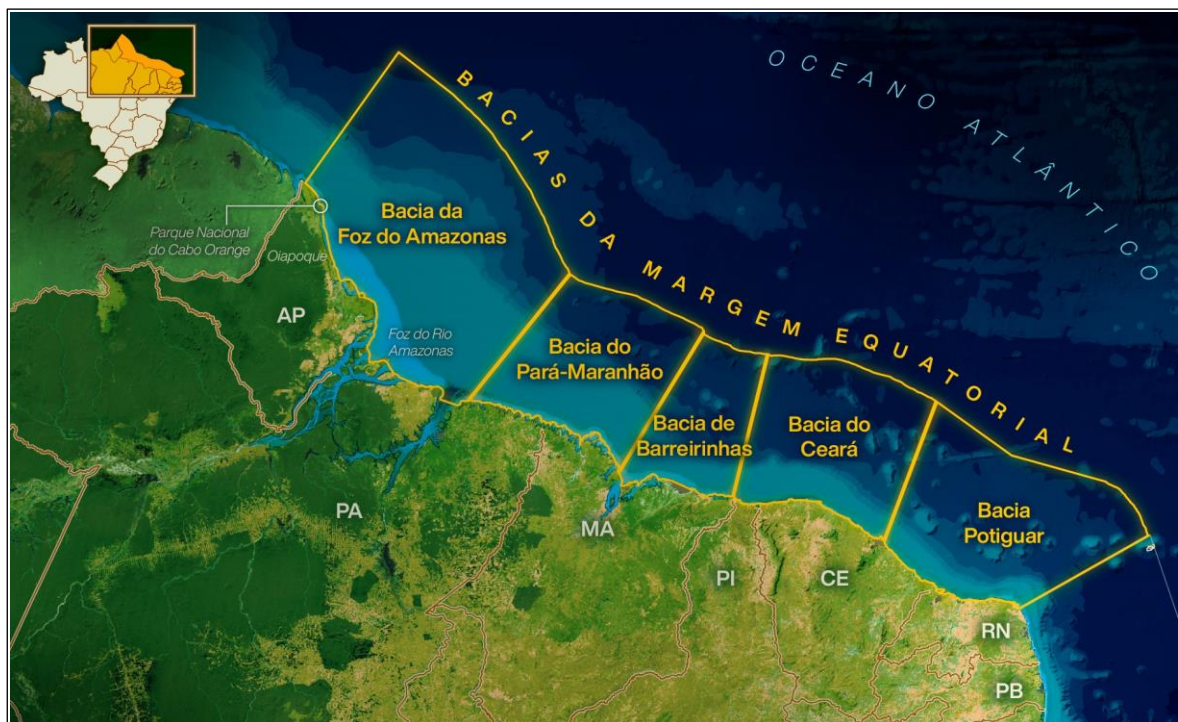 BACIAS DA MARGEM EQUATORIAL
OCEANO ATLÂNTICO
Bacia da
Foz do Amazonas
Parque Nacional
do Cabo Orange
Oiapoque
AP
Foz do Rio
Amazonas
Bacia do
Pará-Maranhão
Bacia de
Barreirinhas
Bacia do
Ceará
Bacia
Potiguar
PA
MA
PI
CE
RN
PB